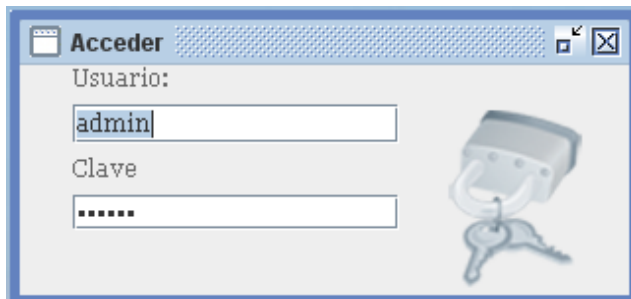 Acceder
Usuario:
admin
Clave
••••••